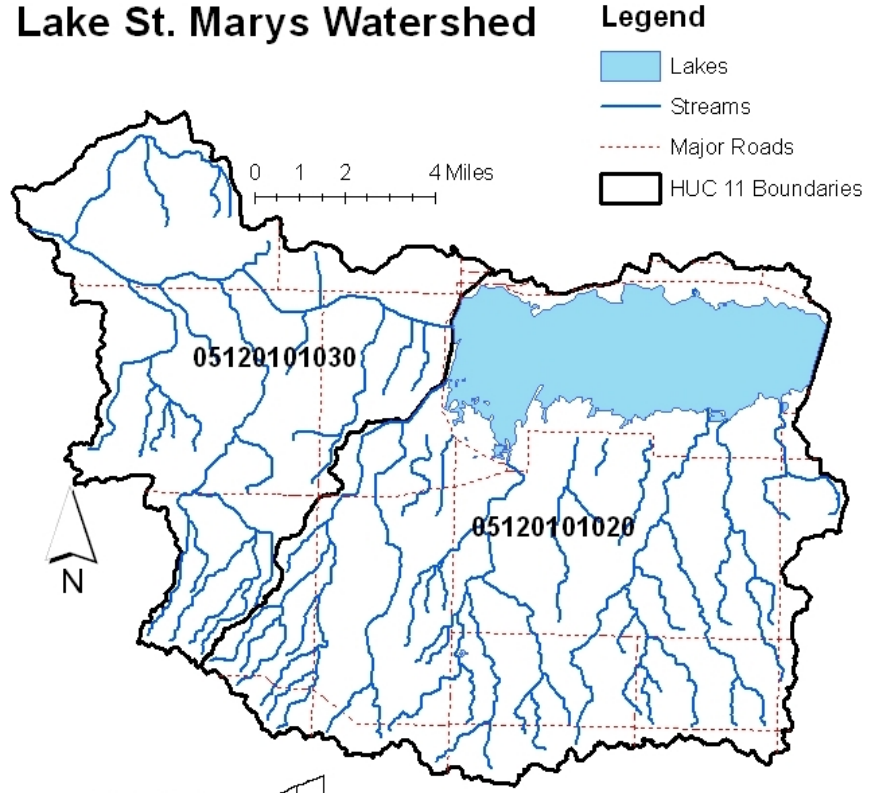 Lake St. Marys Watershed
Legend
Lakes
Streams
Major Roads
HUC 11 Boundaries
0 1 2 4 Miles
05120101030
05120101020
N